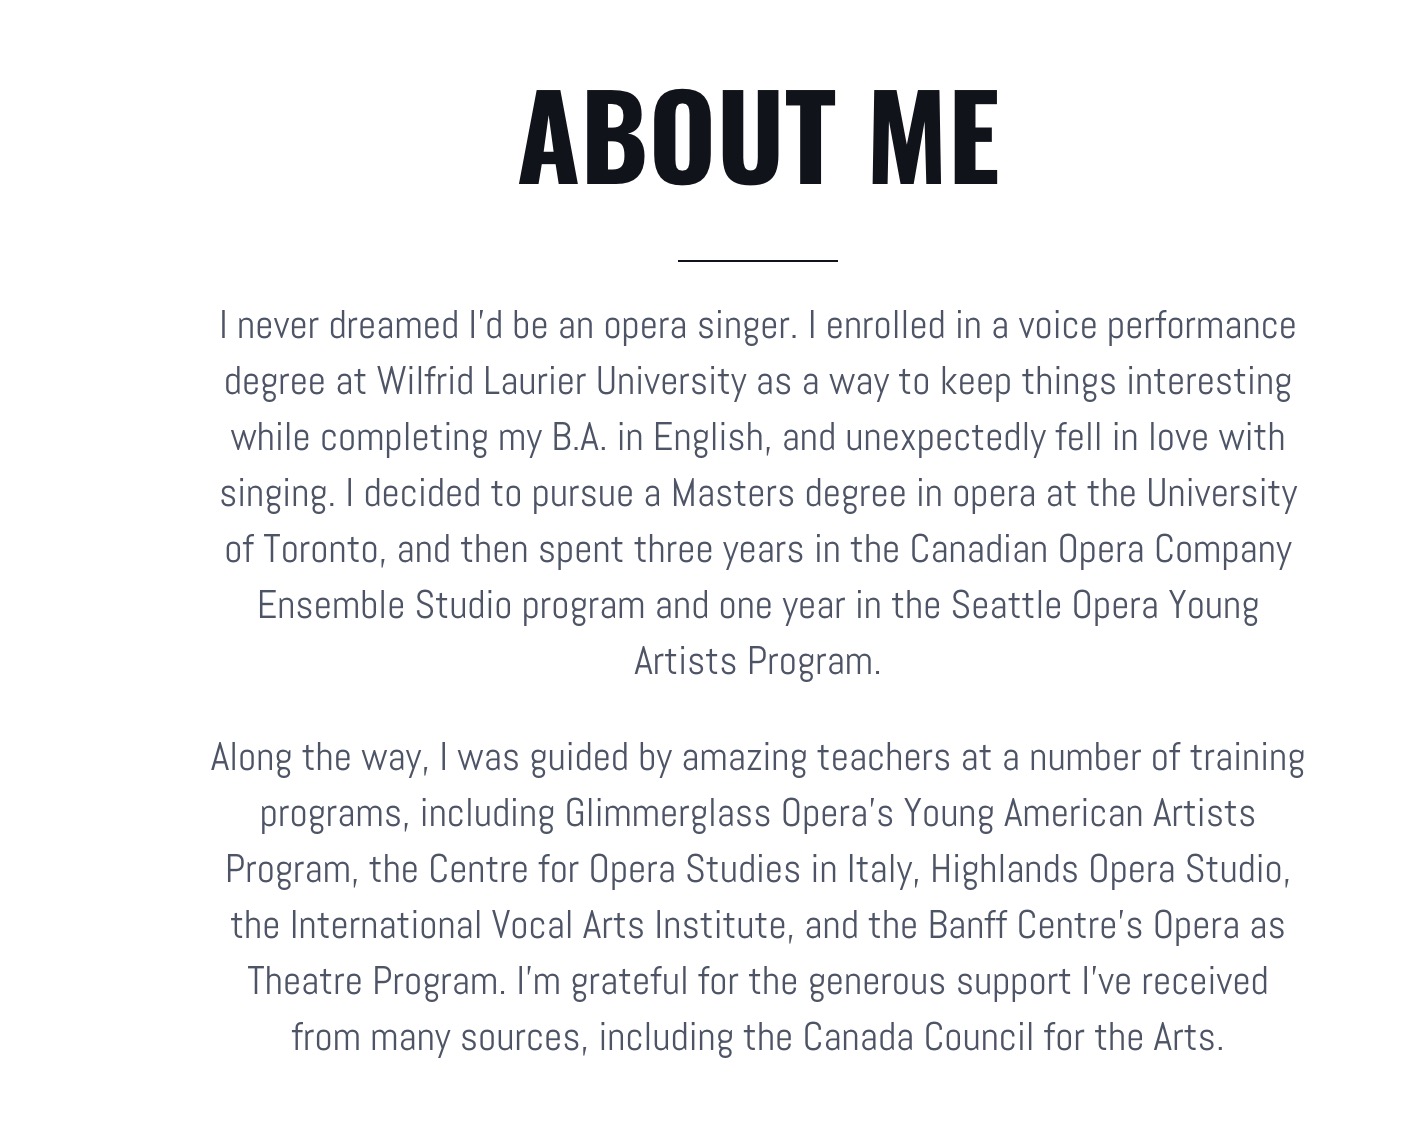 ABOUT ME
I never dreamed I'd be an opera singer. I enrolled in a voice performance
degree at Wilfrid Laurier University as a way to keep things interesting
while completing my B.A. in English, and unexpectedly fell in love with
singing. I decided to pursue a Masters degree in opera at the University
of Toronto, and then spent three years in the Canadian Opera Company
Ensemble Studio program and one year in the Seattle Opera Young
Artists Program.
Along the way, I was guided by amazing teachers at a number of training
programs, including Glimmerglass Opera's Young American Artists
Program, the Centre for Opera Studies in Italy, Highlands Opera Studio,
the International Vocal Arts Institute, and the Banff Centre's Opera as
Theatre Program. I'm grateful for the generous support I've received
from many sources, including the Canada Council for the Arts.